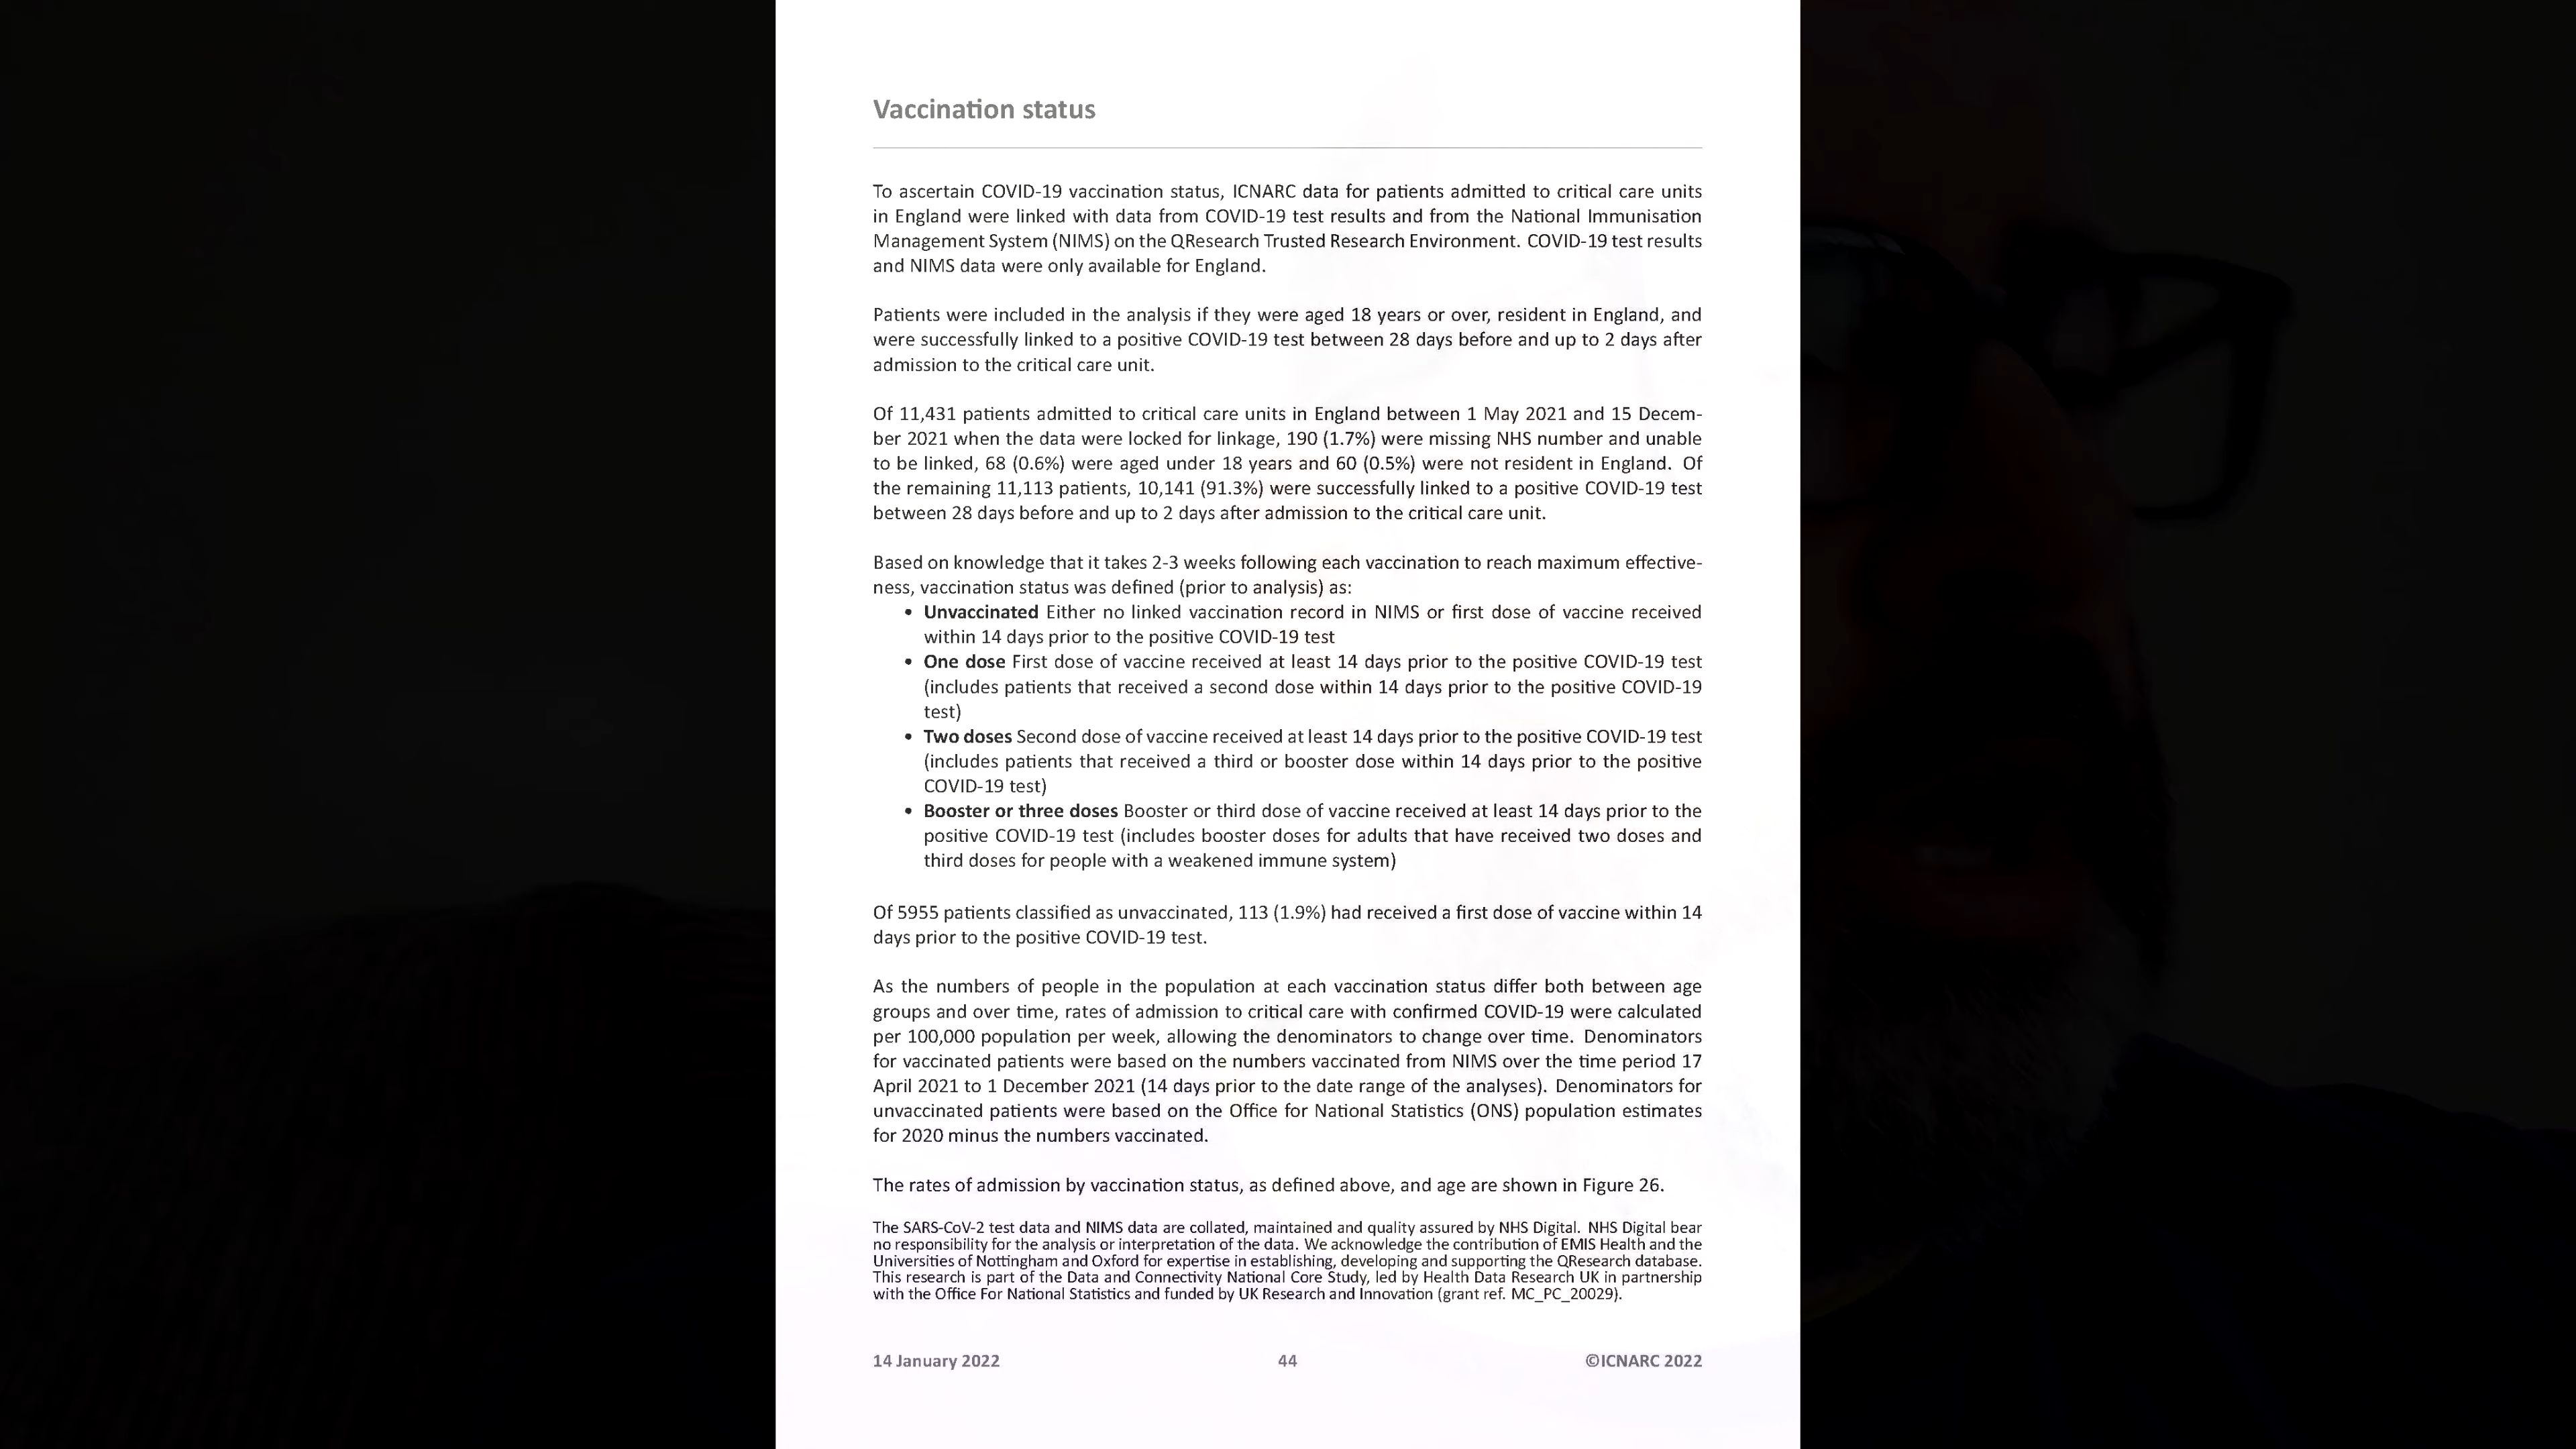 Vaccination status
To ascertain COVID-19 vaccination status, ICNARC data for patients admitted to critical care units
in England were linked with data from COVID-19 test results and from the National Immunisation
Management System (NIMS) on the QResearch Trusted Research Environment. COVID-19 test results
and NIMS data were only available for England.
Patients were included in the analysis if they were aged 18 years or over, resident in England, and
were successfully linked to a positive COVID-19 test between 28 days before and up to 2 days after
admission to the critical care unit.
Of 11,431 patients admitted to critical care units in England between 1 May 2021 and 15 Decem-
ber 2021 when the data were locked for linkage, 190 (1.7%) were missing NHS number and unable
to be linked, 68 (0.6%) were aged under 18 years and 60 (0.5%) were not resident in England. Of
the remaining 11,113 patients, 10,141 (91.3%) were successfully linked to a positive COVID-19 test
between 28 days before and up to 2 days after admission to the critical care unit.
Based on knowledge that it takes 2-3 weeks following each vaccination to reach maximum effective-
ness, vaccination status was defined (prior to analysis) as:
• Unvaccinated Either no linked vaccination record in NIMS or first dose of vaccine received
within 14 days prior to the positive COVID-19 test
• One dose First dose of vaccine received at least 14 days prior to the positive COVID-19 test
(includes patients that received a second dose within 14 days prior to the positive COVID-19
test)
• Two doses Second dose of vaccine received at least 14 days prior to the positive COVID-19 test
(includes patients that received a third or booster dose within 14 days prior to the positive
COVID-19 test)
• Booster or three doses Booster or third dose of vaccine received at least 14 days prior to the
positive COVID-19 test (includes booster doses for adults that have received two doses and
third doses for people with a weakened immune system)
Of 5955 patients classified as unvaccinated, 113 (1.9%) had received a first dose of vaccine within 14
days prior to the positive COVID-19 test.
As the numbers of people in the population at each vaccination status differ both between age
groups and over time, rates of admission to critical care with confirmed COVID-19 were calculated
per 100,000 population per week, allowing the denominators to change over time. Denominators
for vaccinated patients were based on the numbers vaccinated from NIMS over the time period 17
April 2021 to 1 December 2021 (14 days prior to the date range of the analyses). Denominators for
unvaccinated patients were based on the Office for National Statistics (ONS) population estimates
for 2020 minus the numbers vaccinated.
The rates of admission by vaccination status, as defined above, and age are shown in Figure 26.
The SARS-CoV-2 test data and NIMS data are collated, maintained and quality assured by NHS Digital. NHS Digital bear
no responsibility for the analysis or interpretation of the data. We acknowledge the contribution of EMIS Health and the
Universities of Nottingham and Oxford for expertise in establishing, developing and supporting the QResearch database.
This research is part of the Data and Connectivity National Core Study, led by Health Data Research UK in partnership
with the Office For National Statistics and funded by UK Research and Innovation (grant ref. MC_PC_20029).
14 January 2022 44 ©ICNARC 2022